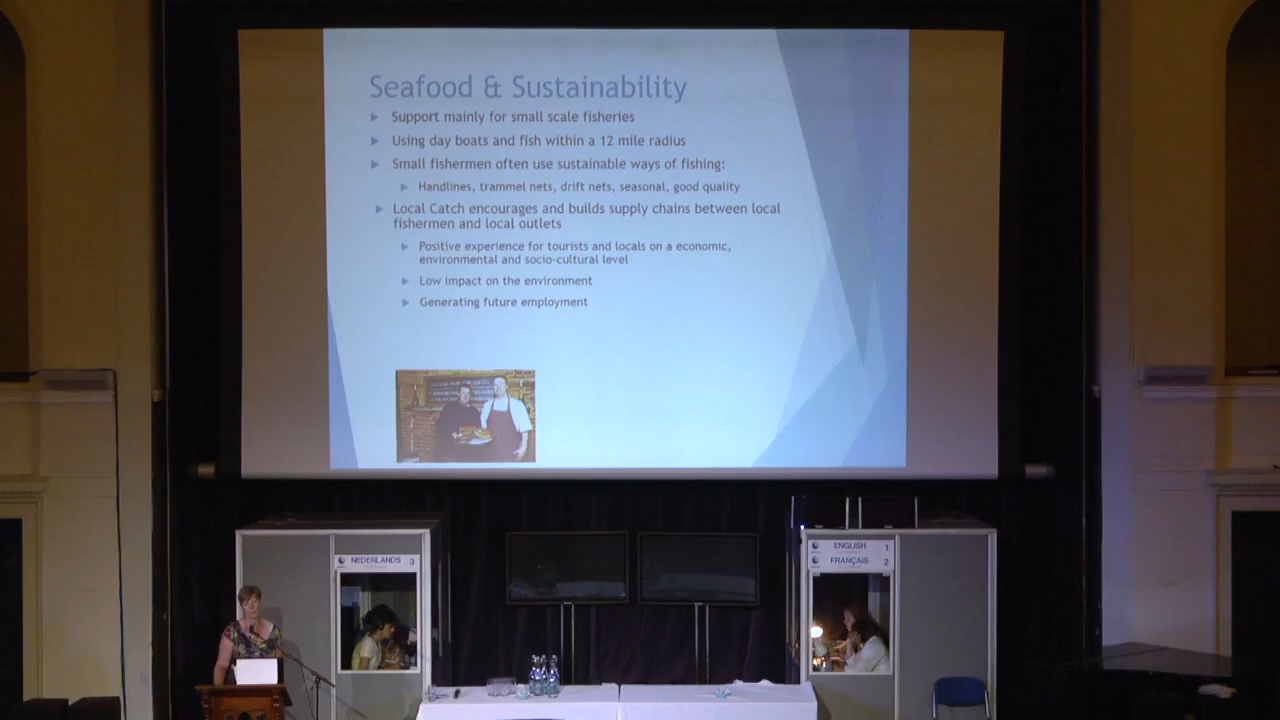 Seafood & Sustainability
Support mainly for small scale fisheries
Using day boats and fish within a 12 mile radius
Small fishermen often use sustainable ways of fishing:
Handlines, trammel nets, drift nets, seasonal, good quality
Local Catch encourages and builds supply chains between local
fishermen and local outlets
Positive experience for tourists and locals on a economic,
environmental and socio-cultural level
Low impact on the environment
Generating future employment
NEDERLANDS 3
ENGLISH 1
FRANÇAIS 2